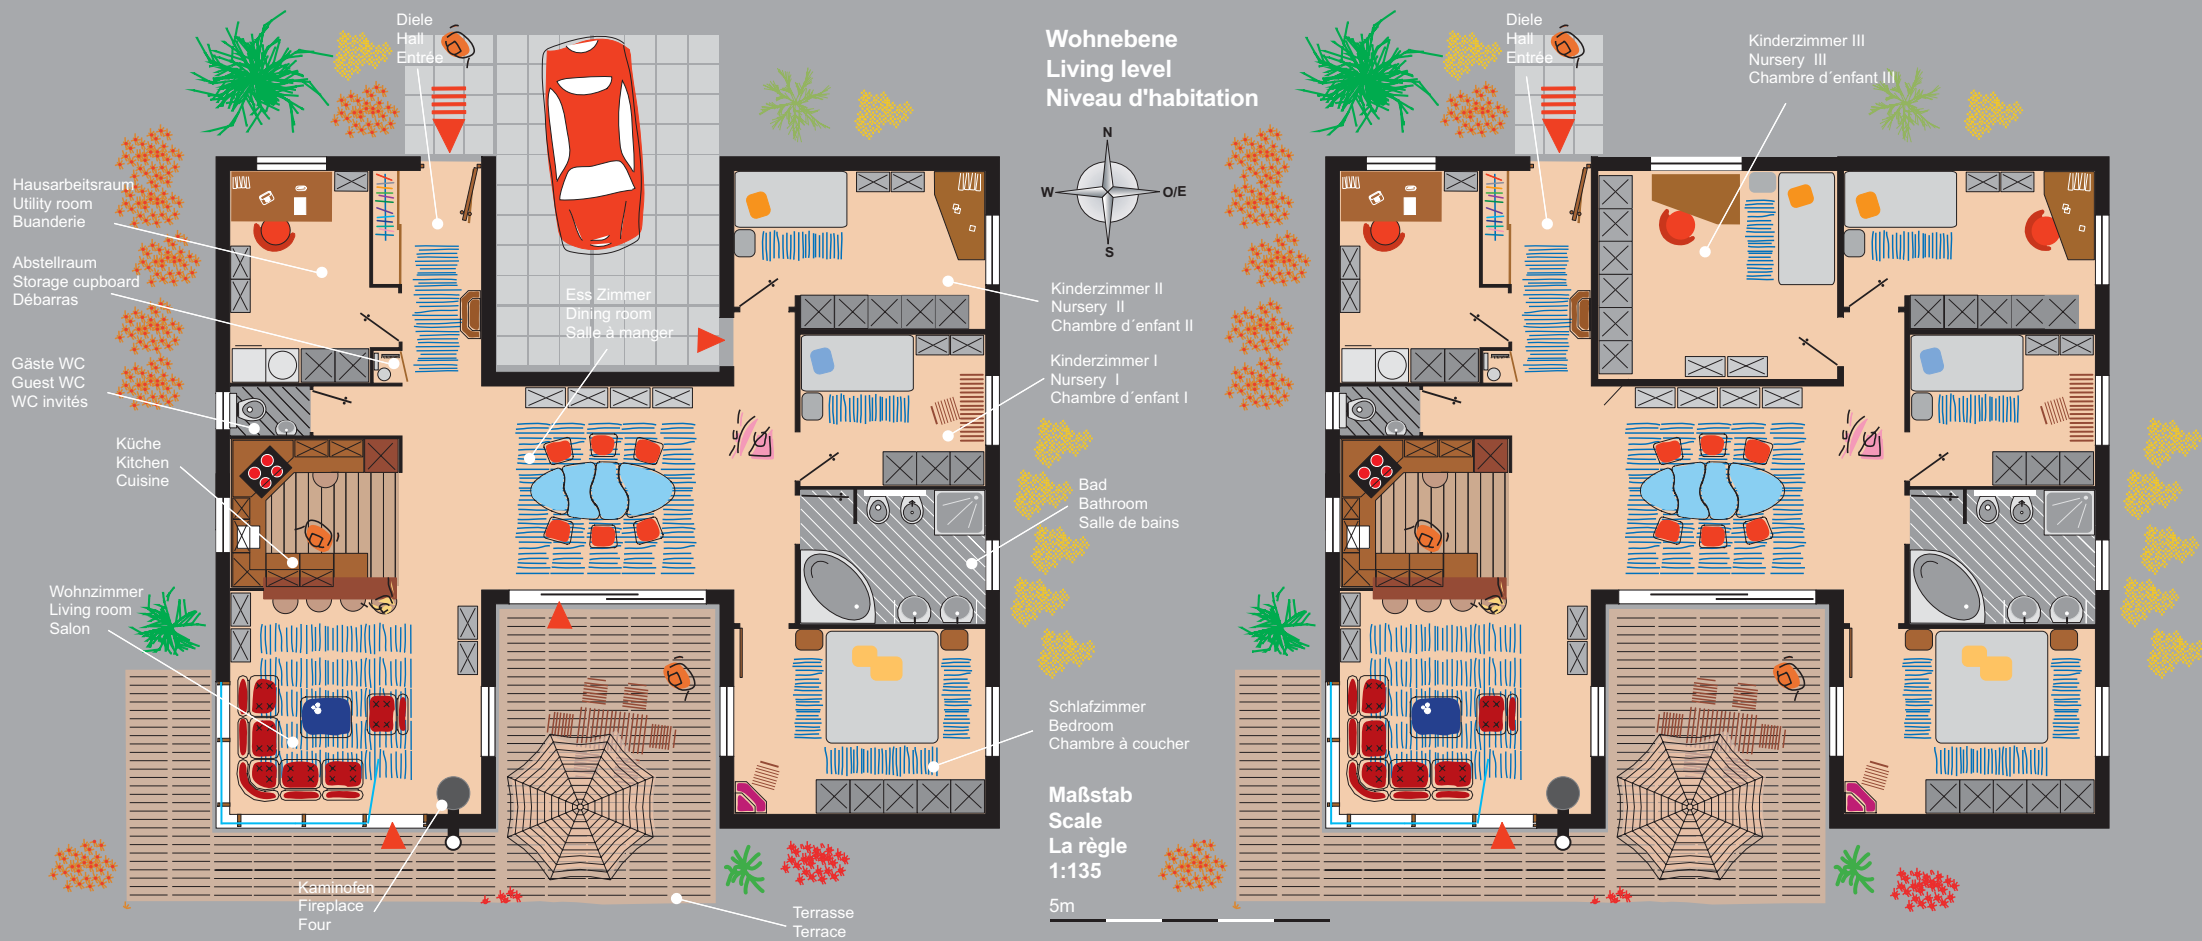 Diele
Hall
Entrée
Hausarbeitsraum
Utility room
Buanderie
Abstellraum
Storage cupboard
Débarras
Gäste WC
Guest WC
WC invités
Küche
Kitchen
Cuisine
Wohnzimmer
Living room
Salon
Kaminofen
Fireplace
Four
Ess Zimmer
Dining room
Salle à manger
Terrasse
Terrace
Wohnebene
Living level
Niveau d'habitation
N
W
O/E
S
Kinderzimmer II
Nursery II
Chambre d´enfant II
Kinderzimmer I
Nursery I
Chambre d´enfant I
Bad
Bathroom
Salle de bains
Schlafzimmer
Bedroom
Chambre à coucher
Maßstab
Scale
La règle
1:135
5m
Diele
Hall
Entrée
Kinderzimmer III
Nursery III
Chambre d´enfant III